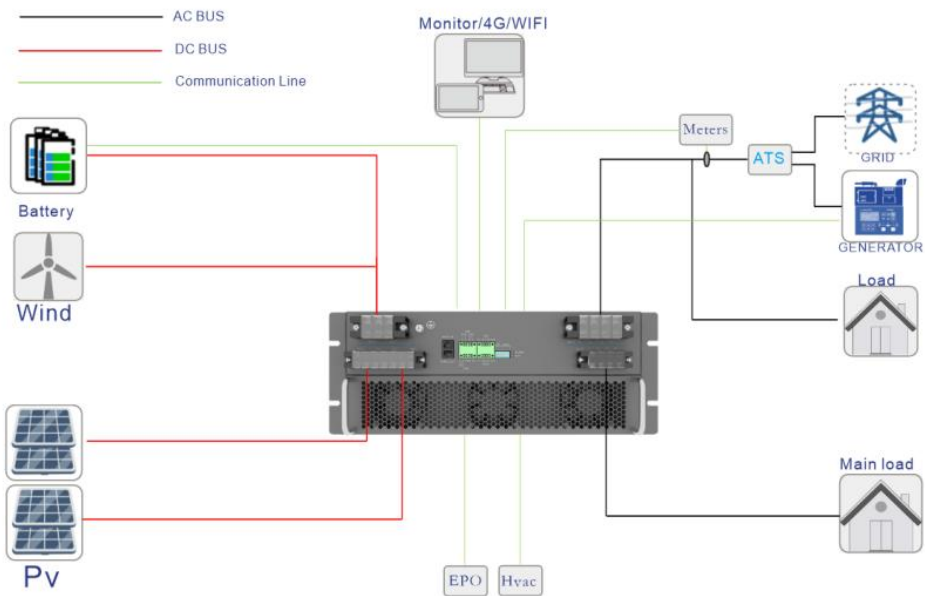 AC BUS
DC BUS
Communication Line
Monitor/4G/WIFI
Meters
ATS
GRID
Battery
GENERATOR
Wind
Load
Main load
Pv
EPO
Hvac